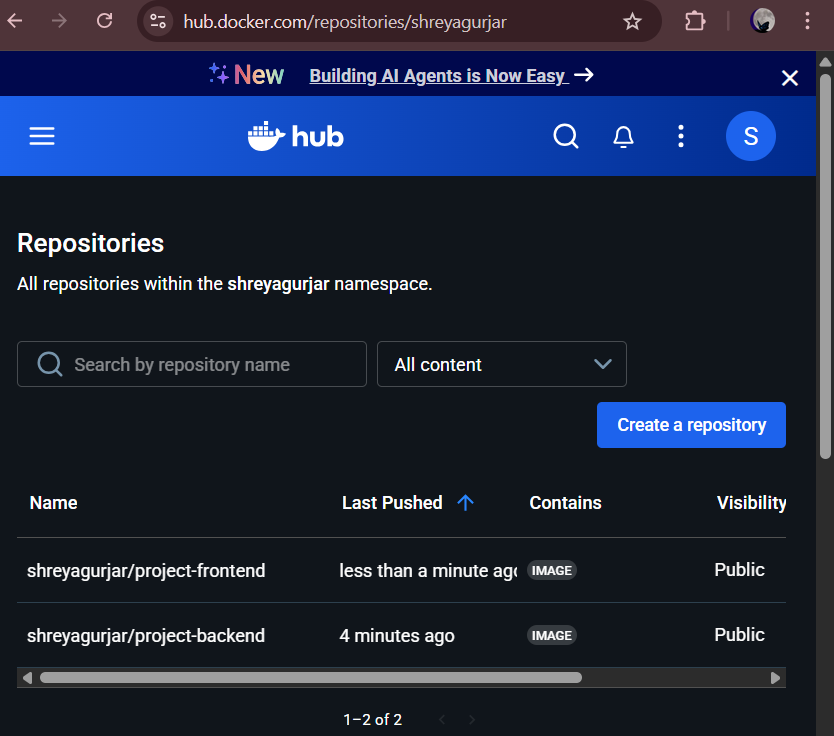 hub.docker.com/repositories/shreyagurjar
New Building AI Agents is Now Easy →
hub
S
Repositories
All repositories within the shreyagurjar namespace.
Search by repository name All content
Create a repository
Name Last Pushed Contains Visibility
shreyagurjar/project-frontend less than a minute ago IMAGE Public
shreyagurjar/project-backend 4 minutes ago IMAGE Public
1–2 of 2